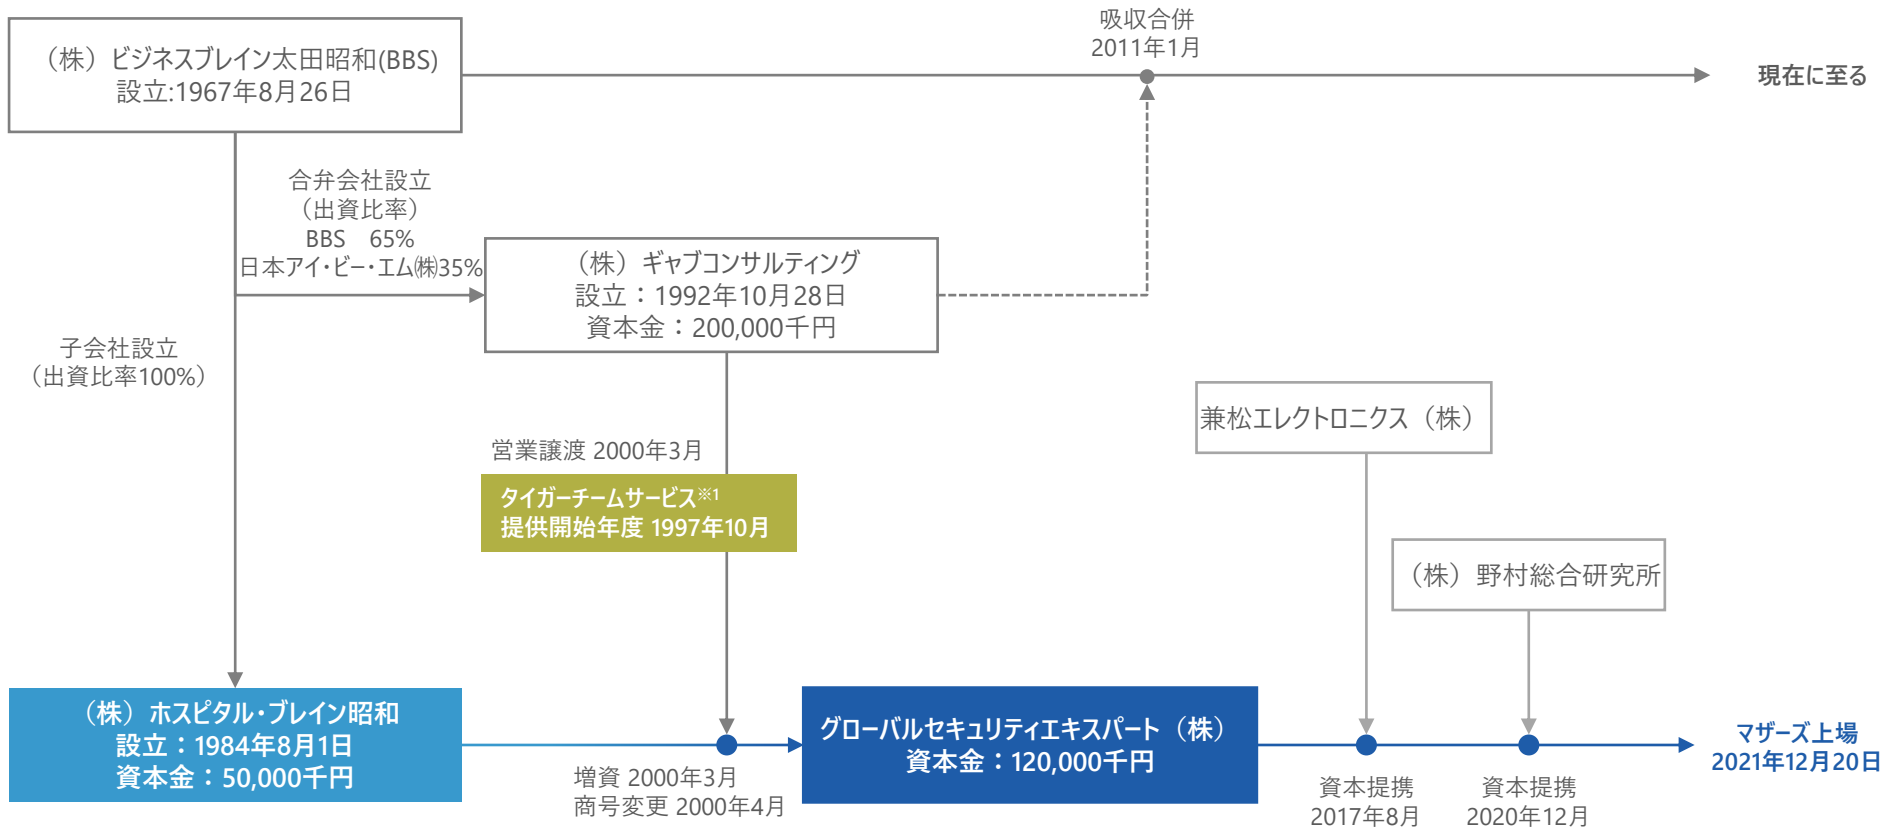 （株）ビジネスブレイン太田昭和(BBS)
設立:1967年8月26日
吸収合併
2011年1月
現在に至る
合弁会社設立
（出資比率）
BBS　65%
日本アイ・ビー・エム㈱35%
（株）ギャブコンサルティング
設立：1992年10月28日
資本金：200,000千円
子会社設立
（出資比率100%）
兼松エレクトロニクス（株）
営業譲渡 2000年3月
タイガーチームサービス※1
提供開始年度 1997年10月
（株）野村総合研究所
（株）ホスピタル・ブレイン昭和
設立：1984年8月1日
資本金：50,000千円
増資 2000年3月
商号変更 2000年4月
グローバルセキュリティエキスパート（株）
資本金：120,000千円
資本提携
2017年8月
資本提携
2020年12月
マザーズ上場
2021年12月20日